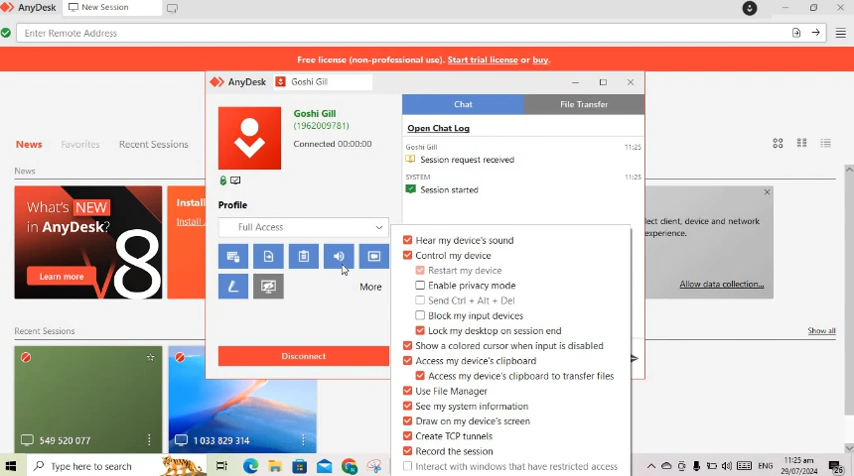 AnyDesk
New Session
Enter Remote Address
Free license (non-professional use). Start trial license or buy.
AnyDesk
Goshi Gill
Goshi Gill
(1962009781)
Connected 00:00:00
Chat
File Transfer
Open Chat Log
Goshi Gill 11:25
Session request received
SYSTEM 11:25
Session started
News
Favorites
Recent Sessions
News
What's NEW
in AnyDesk?
8
Learn more
Instal
Install
Profile
Full Access
More
Disconnect
Hear my device's sound
Control my device
Restart my device
Enable privacy mode
Send Ctrl + Alt + Del
Block my input devices
Lock my desktop on session end
Show a colored cursor when input is disabled
Access my device's clipboard
Access my device's clipboard to transfer files
Use File Manager
See my system information
Draw on my device's screen
Create TCP tunnels
Record the session
Interact with windows that have restricted access
lect client, device and network
Allow data collection...
Recent Sessions
Show all
549 520 077
1 033 829 314
Type here to search
ENG
11:25 am
29/07/2024
26